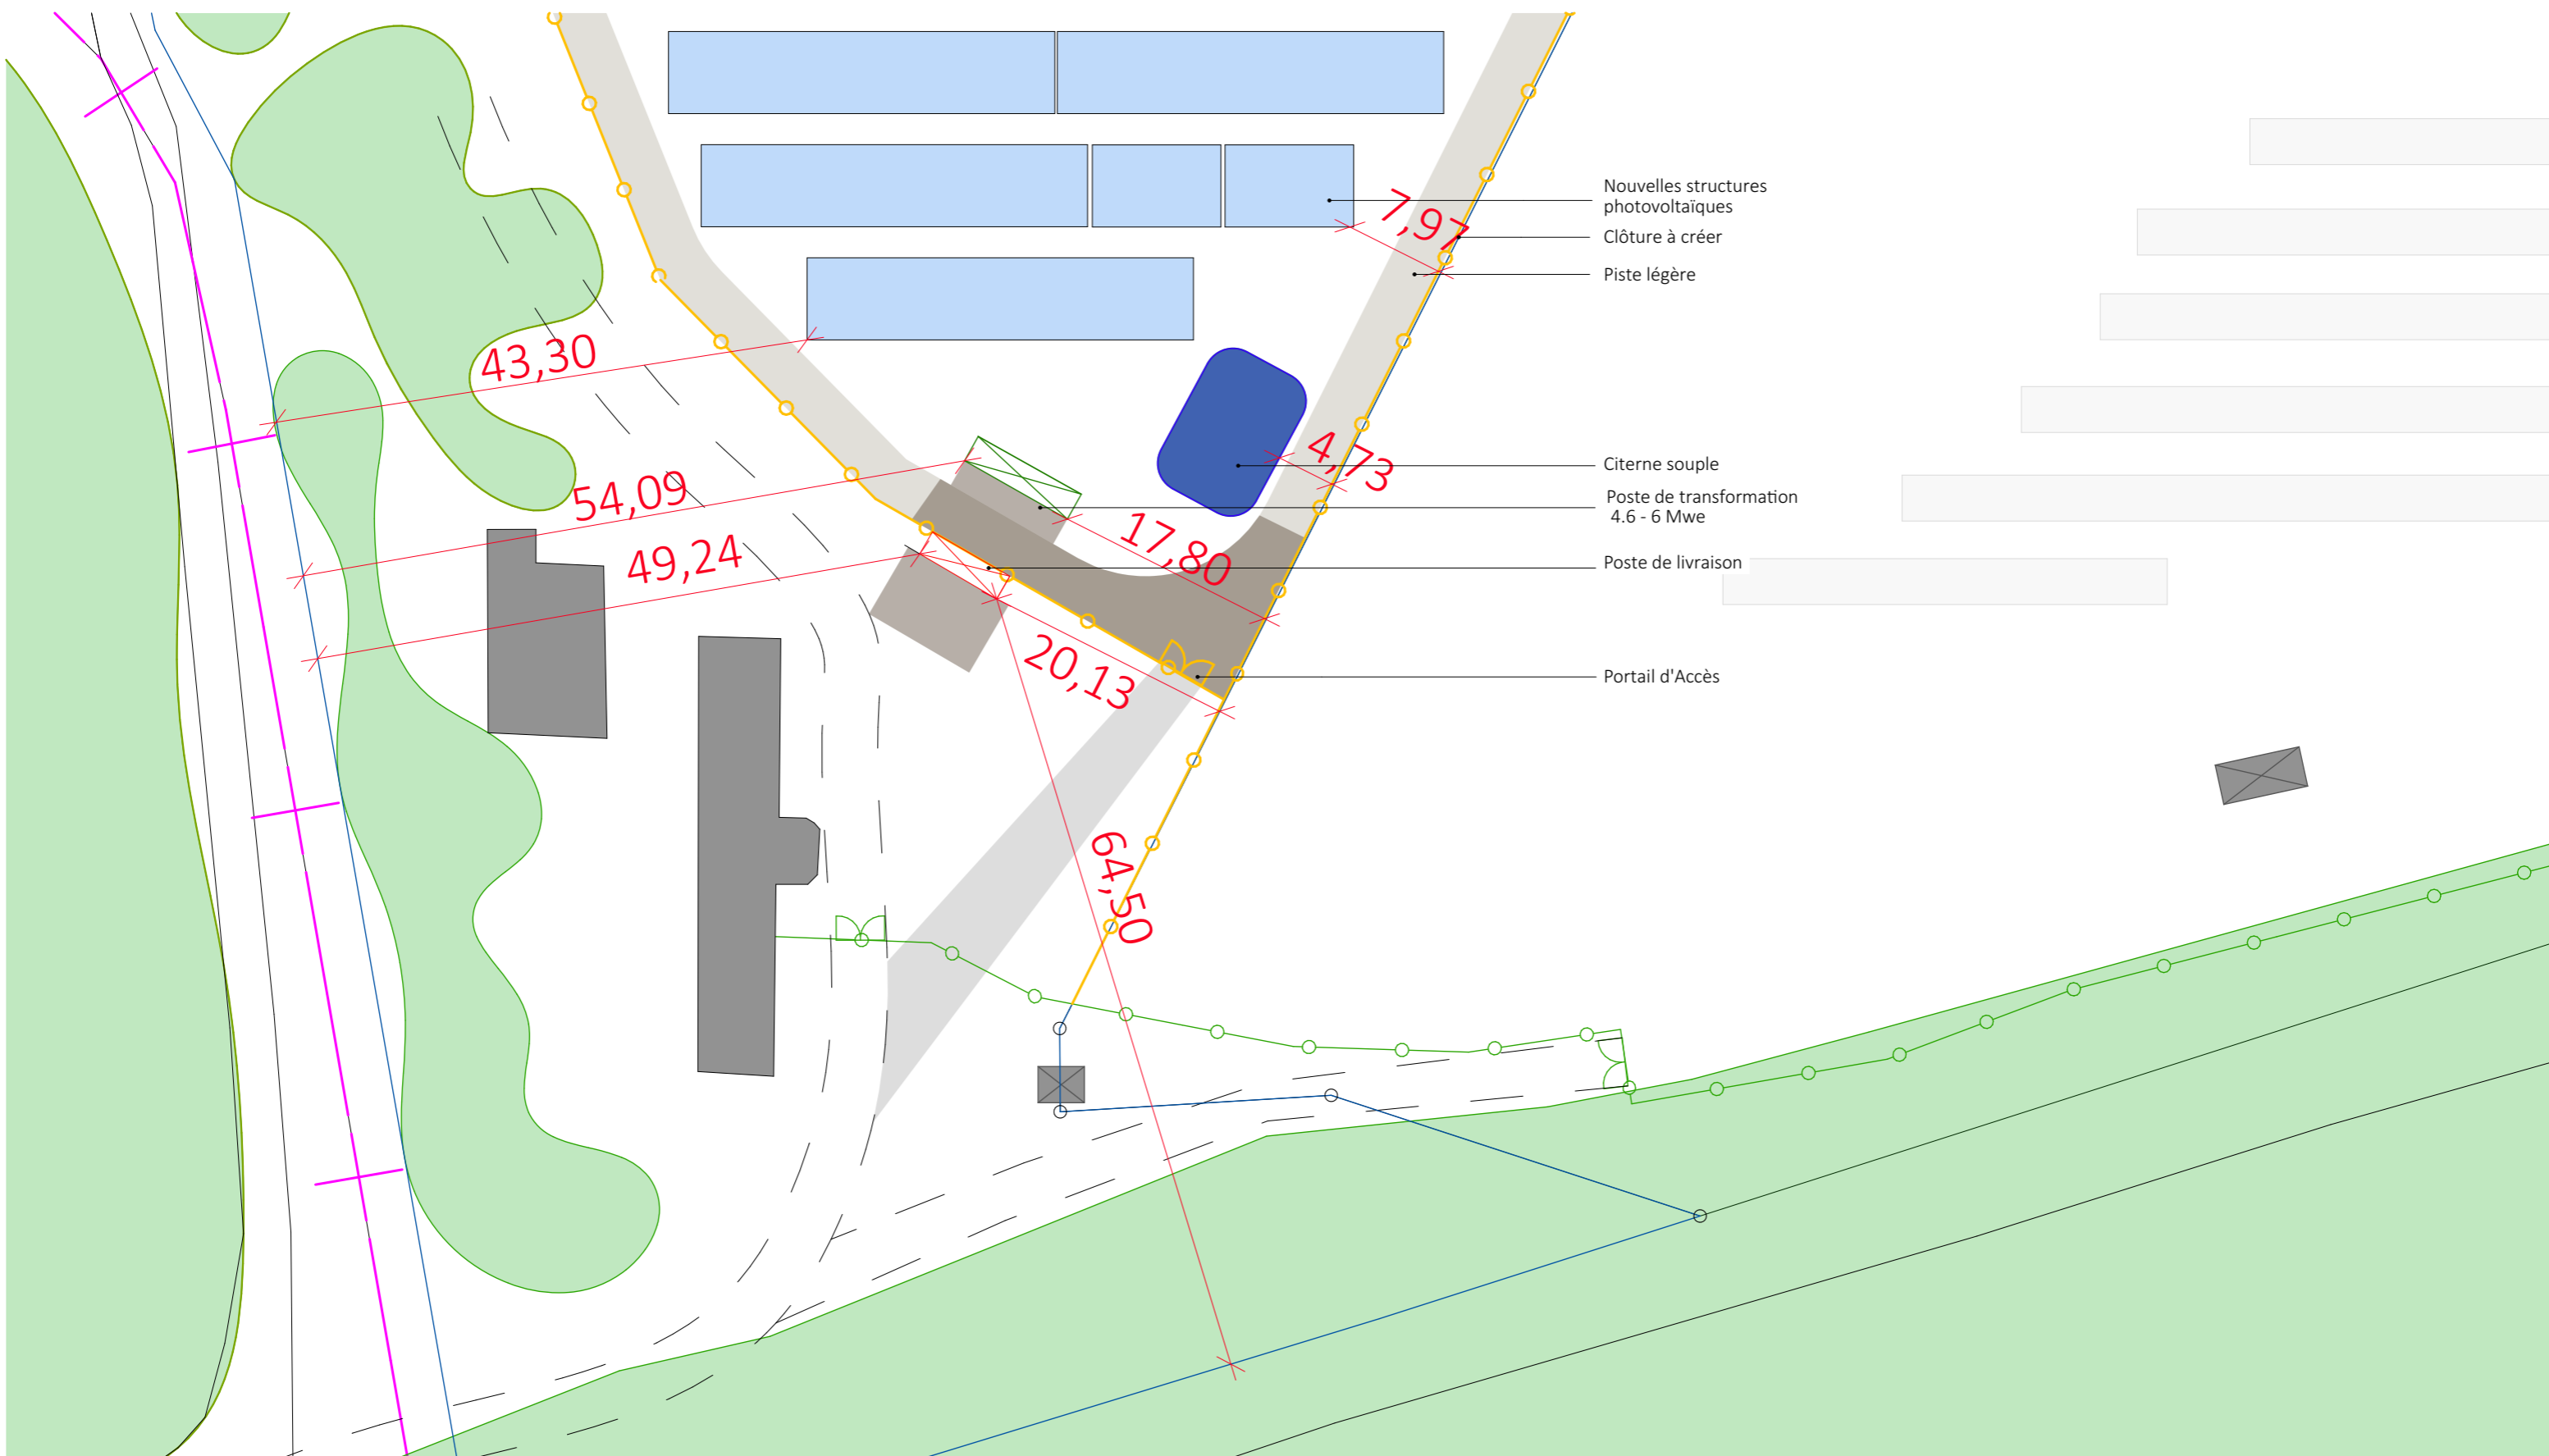 Nouvelles structures
photovoltaïques
7,97
Clôture à créer
Piste légère
43,30
4,73
Citerne souple
54,09
Poste de transformation
4.6 - 6 Mwe
17,80
49,24
Poste de livraison
20,13
Portail d'Accès
64,50